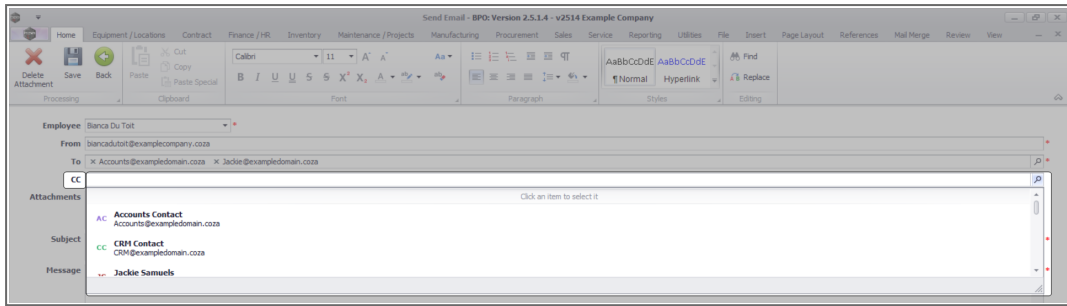 Send Email - BPO: Version 2.5.1.4 - v2514 Example Company
Home Equipment / Locations Contract Finance / HR Inventory Maintenance / Projects Manufacturing Procurement Sales Service Reporting Utilities File Insert Page Layout References Mail Merge Review View
Delete Attachment
Save
Back
Paste
Cut
Copy
Paste Special
Calibri 11
AaBbCcDdE AaBbCcDdE
¶ Normal Hyperlink
Find
Replace
Processing Clipboard Font Paragraph Styles Editing
Employee Bianca Du Toit *
From biancadutoit@examplecompany.coza *
To × Accounts@exampledomain.coza × Jackie@exampledomain.coza *
CC
Attachments Click an item to select it
AC Accounts Contact
Accounts@exampledomain.coza
Subject *
CC CRM Contact
CRM@exampledomain.coza
Message *
Jackie Samuels